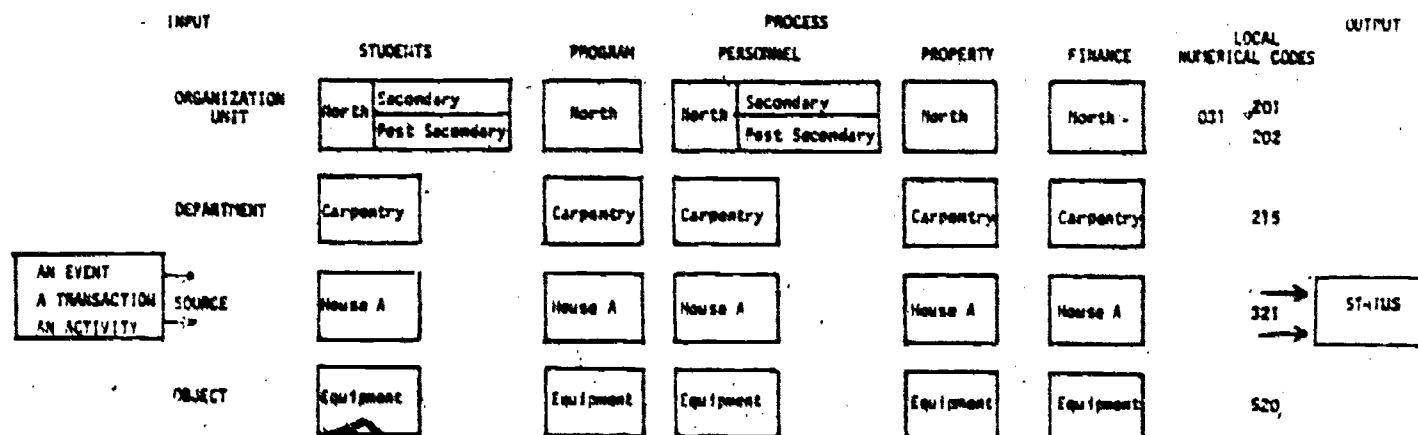 INPUT PROCESS OUTPUT
STUDENTS PROGRAM PERSONNEL PROPERTY FINANCE LOCAL NUMERICAL CODES
ORGANIZATION UNIT North Secondary Post Secondary North North Secondary Post Secondary North North 031 201 202
DEPARTMENT Carpentry Carpentry Carpentry Carpentry Carpentry 215
AN EVENT
A TRANSACTION
AN ACTIVITY
SOURCE House A House A House A House A House A 321 STATUS
OBJECT Equipment Equipment Equipment Equipment Equipment 520